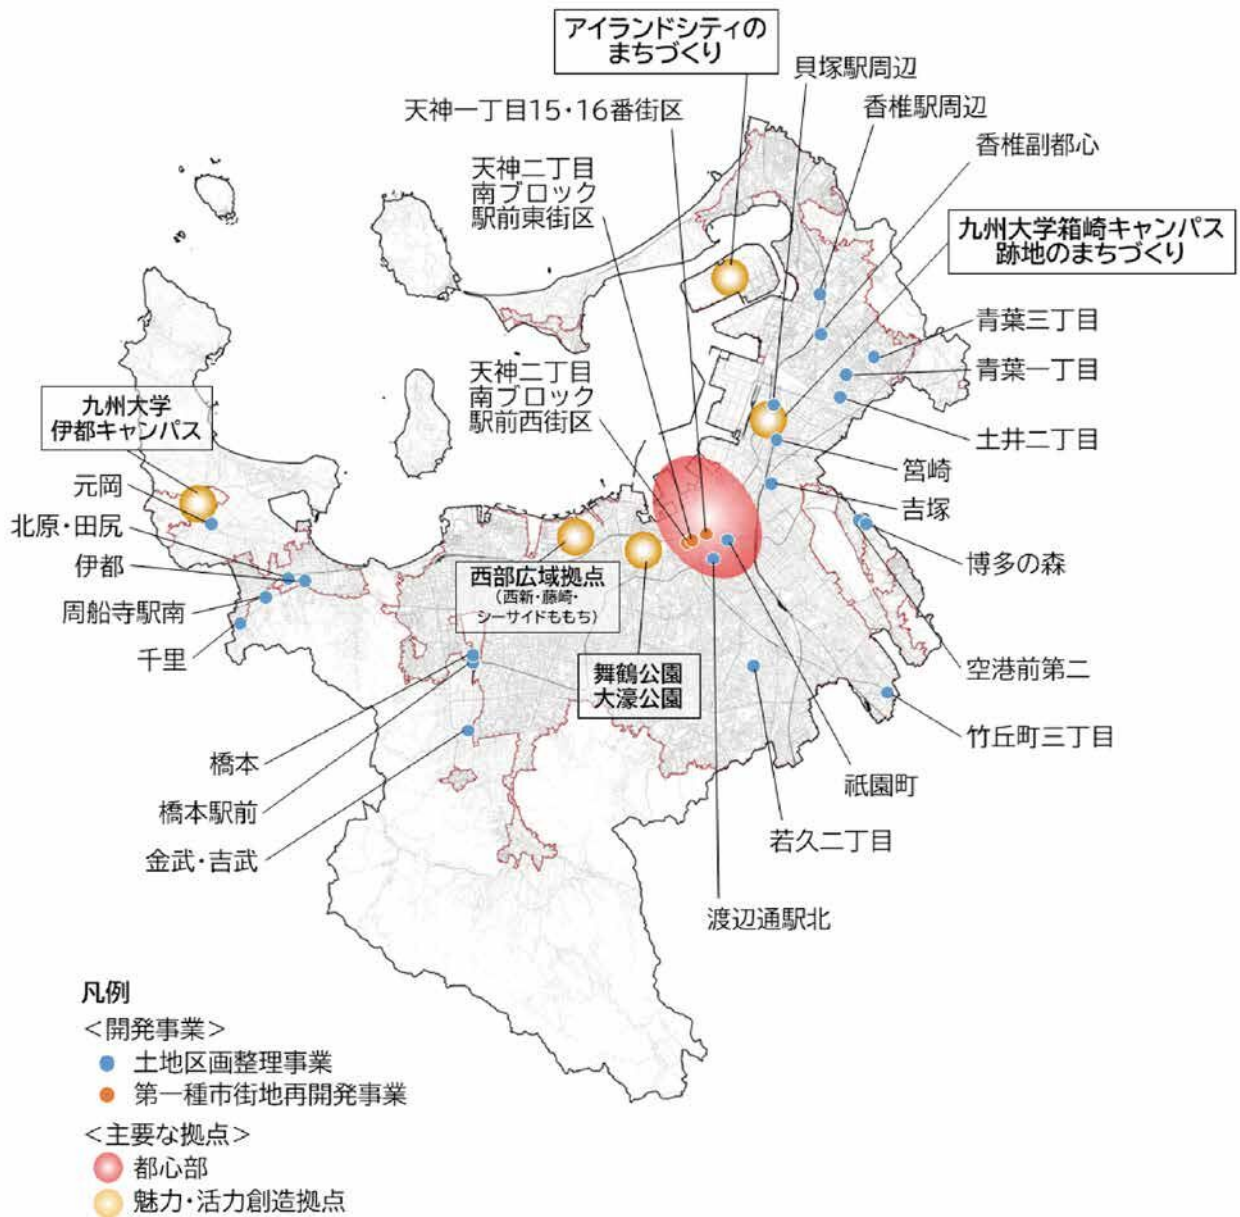 アイランドシティの
まちづくり
貝塚駅周辺
天神一丁目15・16番街区
香椎駅周辺
香椎副都心
天神二丁目
南ブロック
駅前東街区
九州大学箱崎キャンパス
跡地のまちづくり
青葉三丁目
青葉一丁目
土井二丁目
筥崎
吉塚
博多の森
空港前第二
竹丘町三丁目
天神二丁目
南ブロック
駅前西街区
九州大学
伊都キャンパス
元岡
北原・田尻
伊都
周船寺駅南
千里
西部広域拠点
(西新・藤崎・
シーサイドももち)
舞鶴公園
大濠公園
橋本
橋本駅前
金武・吉武
祇園町
若久二丁目
渡辺通駅北
凡例
＜開発事業＞
土地区画整理事業
第一種市街地再開発事業
＜主要な拠点＞
都心部
魅力・活力創造拠点